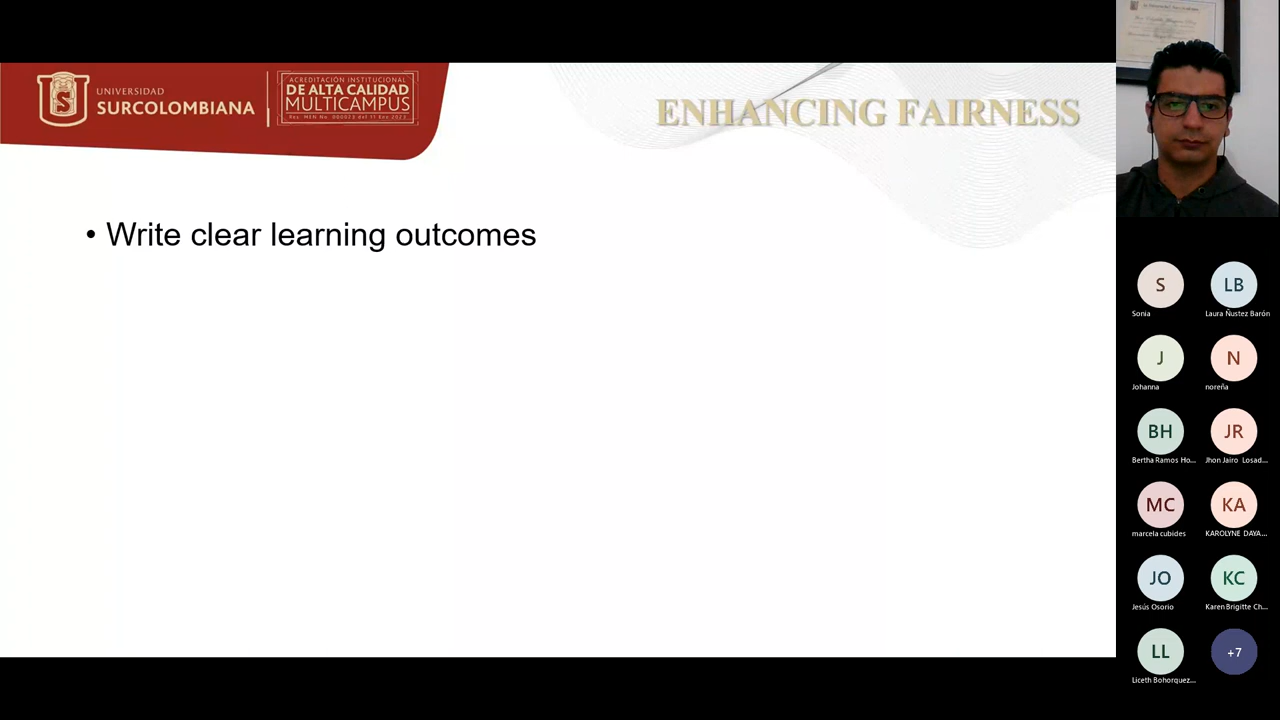 UNIVERSIDAD
SURCOLOMBIANA
ACREDITACIÓN INSTITUCIONAL
DE ALTA CALIDAD
MULTICAMPUS
ENHANCING FAIRNESS
• Write clear learning outcomes
S
Sonia
LB
Laura Ñustez Barón
J
Johanna
N
noreña
BH
Bertha Ramos Ho...
JR
Jhon Jairo Losad...
MC
marcela cubides
KA
KAROLYNE DAYA...
JO
Jesús Osorio
KC
Karen Brigitte Ch...
LL
Liceth Bohorquez...
+7